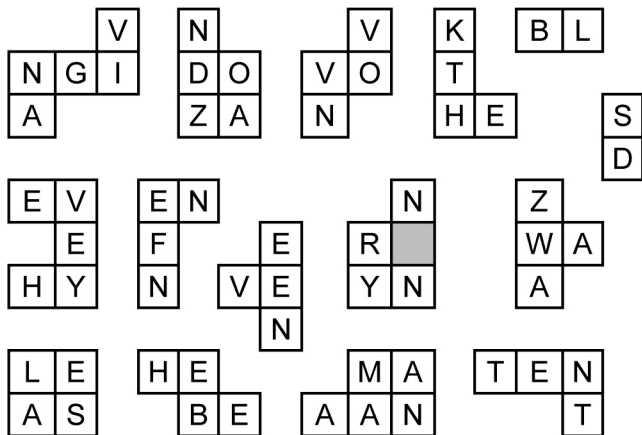 V N V K B L
N G I D O V O T
A Z A N H E S
D
E V E N N Z
E F E R W A
H Y N V E Y N A
N
L E H E M A T E N
A S B E A A N T